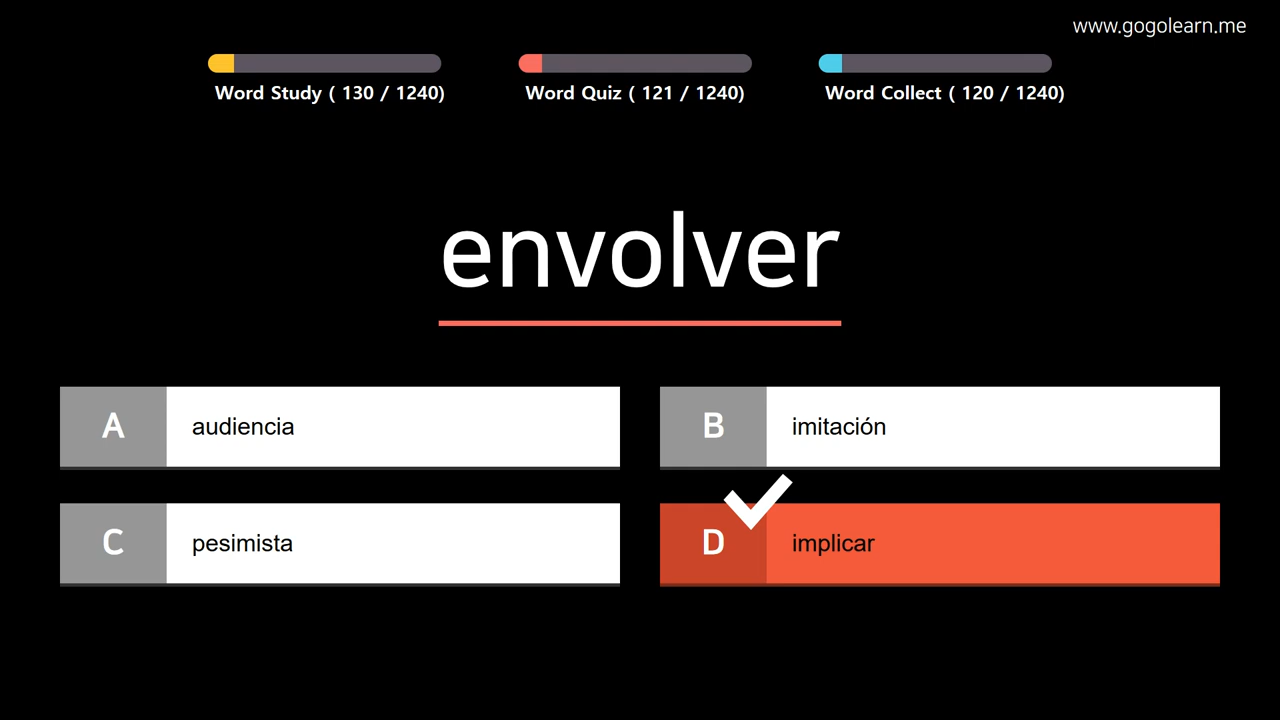 www.gogolearn.me
Word Study ( 130 / 1240)
Word Quiz ( 121 / 1240)
Word Collect ( 120 / 1240)
envolver
A audiencia
B imitación
C pesimista
D implicar